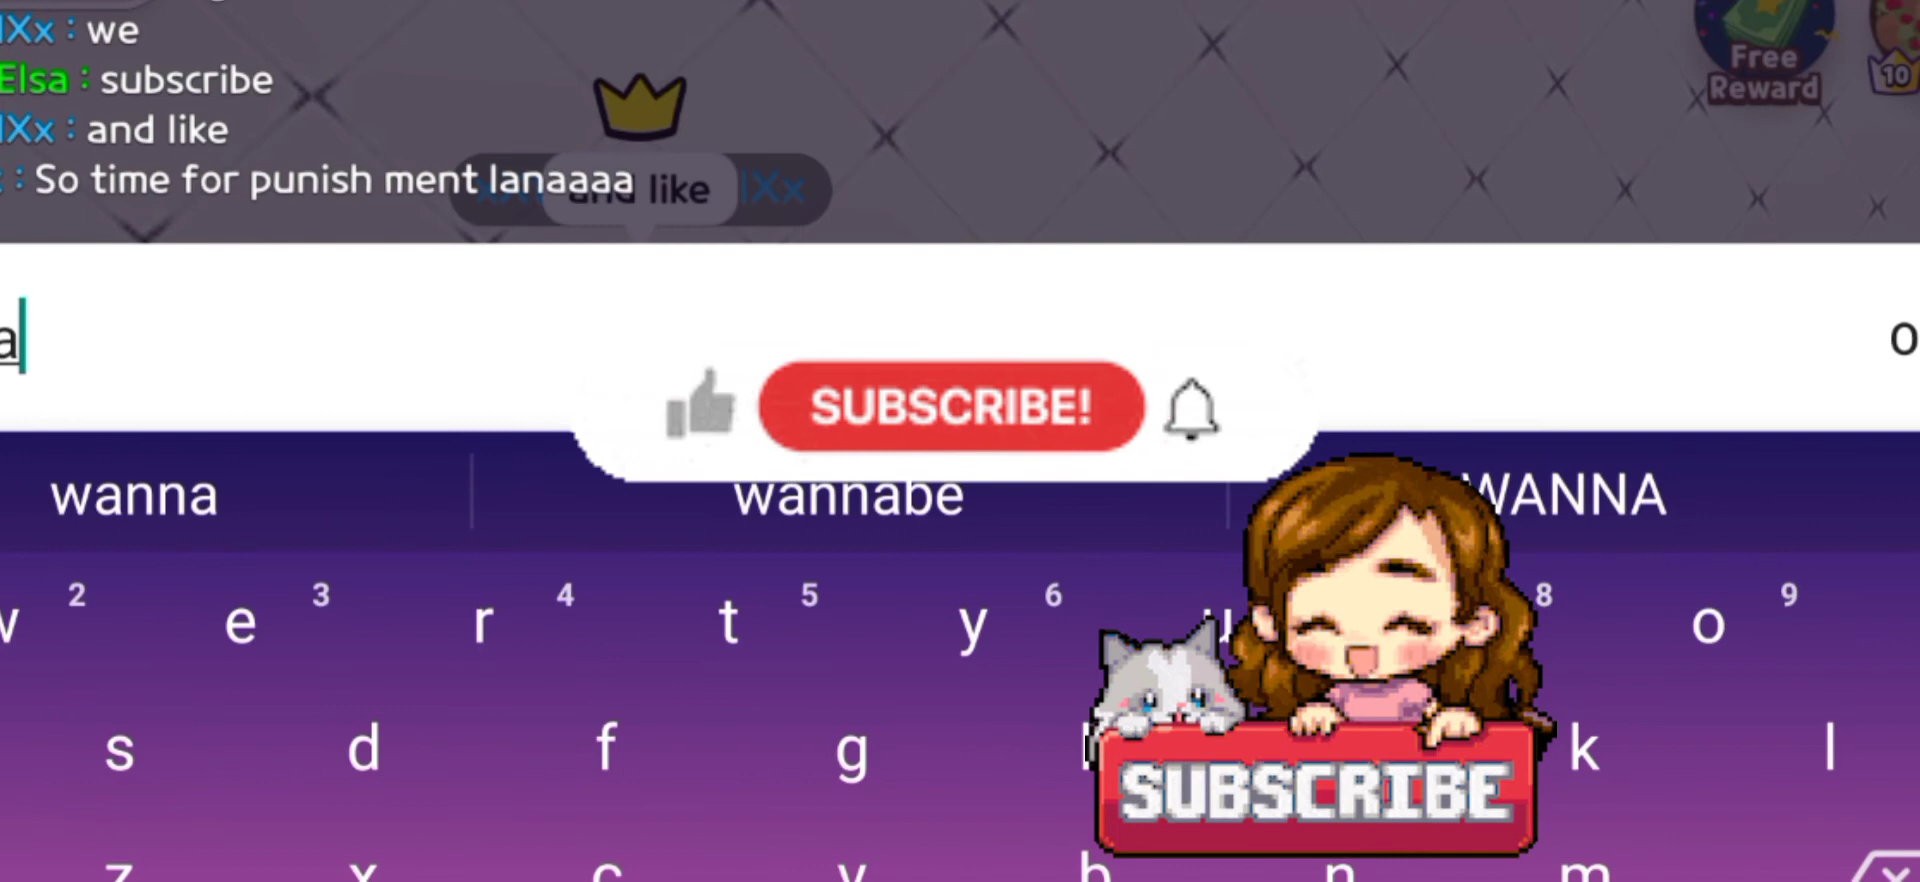 lXx : we
Elsa : subscribe
lXx : and like
: So time for punish ment lanaaaa
and like lXx
Free
Reward
10
a
o
SUBSCRIBE!
wanna wannabe WANNA
2 3 4 5 6 8 9
w e r t y u o
s d f g k l
SUBSCRIBE
z x c v b n m